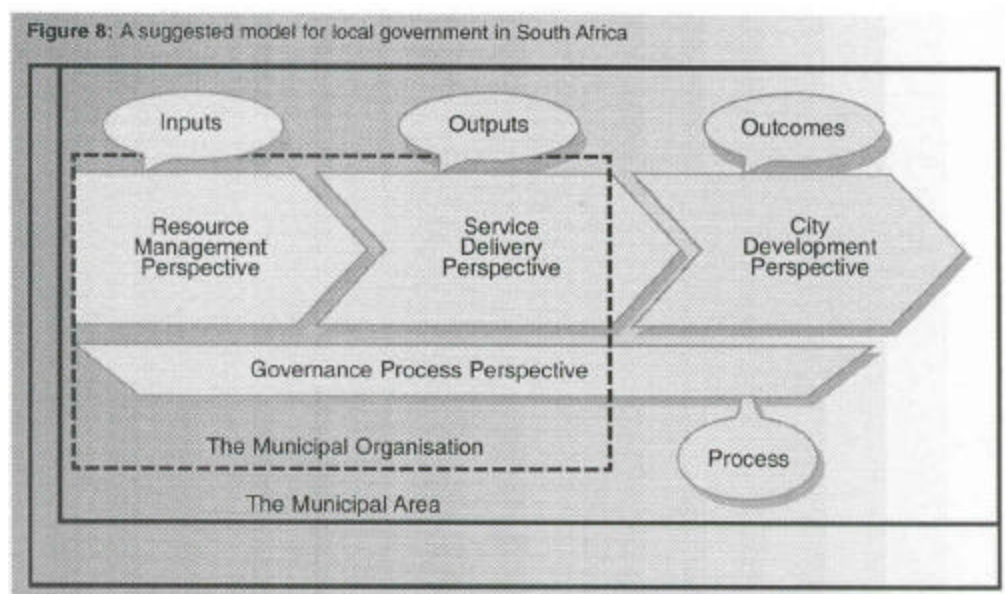 Figure 8: A suggested model for local government in South Africa
Inputs
Outputs
Outcomes
Resource
Management
Perspective
Service
Delivery
Perspective
City
Development
Perspective
Governance Process Perspective
The Municipal Organisation
Process
The Municipal Area